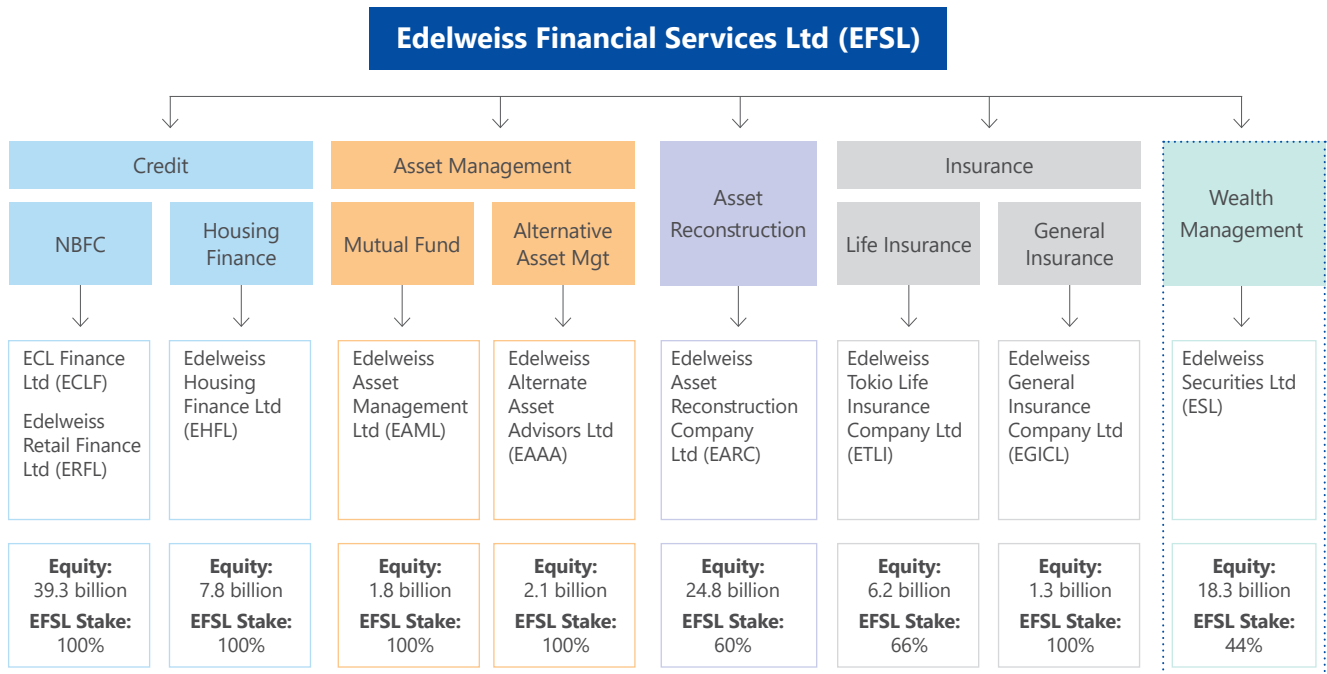 Edelweiss Financial Services Ltd (EFSL)
Credit
Asset Management
Asset
Reconstruction
Insurance
Wealth
Management
NBFC
Housing
Finance
Mutual Fund
Alternative
Asset Mgt
Life Insurance
General
Insurance
ECL Finance
Ltd (ECLF)
Edelweiss
Retail Finance
Ltd (ERFL)
Edelweiss
Housing
Finance Ltd
(EHFL)
Edelweiss
Asset
Management
Ltd (EAML)
Edelweiss
Alternate
Asset
Advisors Ltd
(EAAA)
Edelweiss
Asset
Reconstruction
Company
Ltd (EARC)
Edelweiss
Tokio Life
Insurance
Company Ltd
(ETLI)
Edelweiss
General
Insurance
Company Ltd
(EGICL)
Edelweiss
Securities Ltd
(ESL)
Equity:
39.3 billion
EFSL Stake:
100%
Equity:
7.8 billion
EFSL Stake:
100%
Equity:
1.8 billion
EFSL Stake:
100%
Equity:
2.1 billion
EFSL Stake:
100%
Equity:
24.8 billion
EFSL Stake:
60%
Equity:
6.2 billion
EFSL Stake:
66%
Equity:
1.3 billion
EFSL Stake:
100%
Equity:
18.3 billion
EFSL Stake:
44%